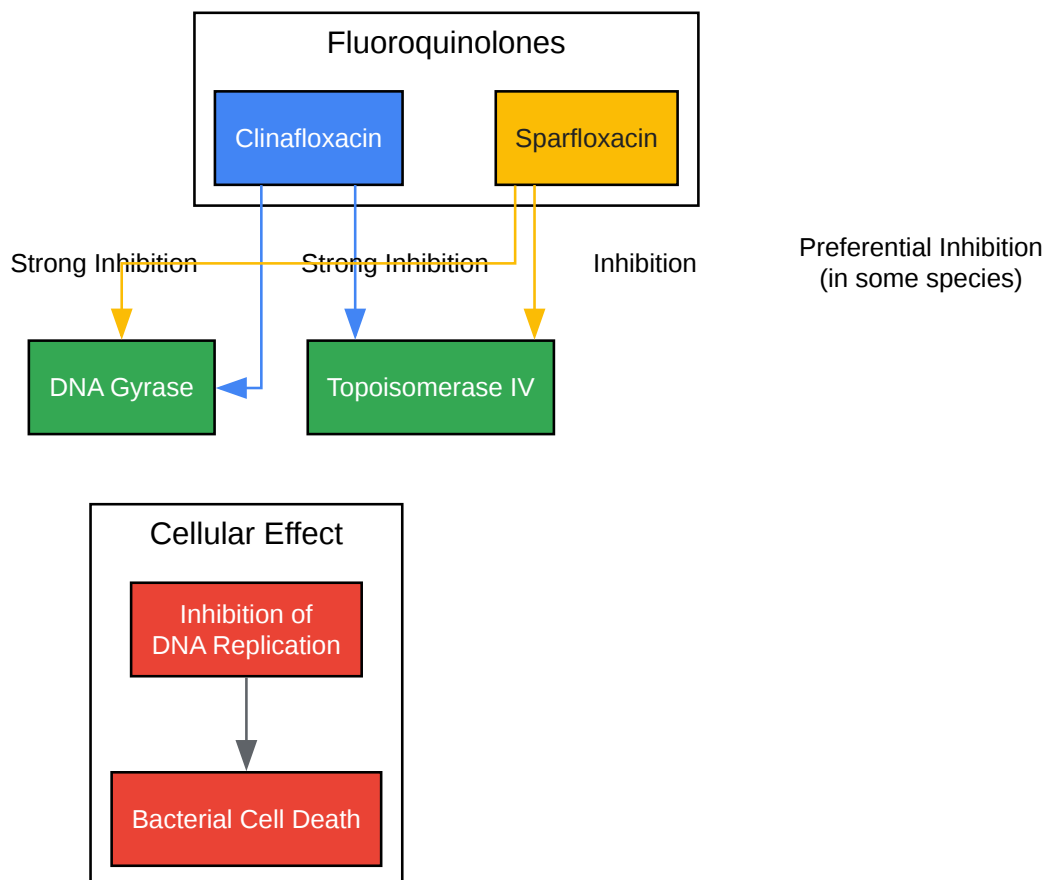 Fluoroquinolones
Clinafloxacin
Sparfloxacin
Strong Inhibition
Strong Inhibition
Inhibition
Preferential Inhibition
(in some species)
DNA Gyrase
Topoisomerase IV
Cellular Effect
Inhibition of
DNA Replication
Bacterial Cell Death